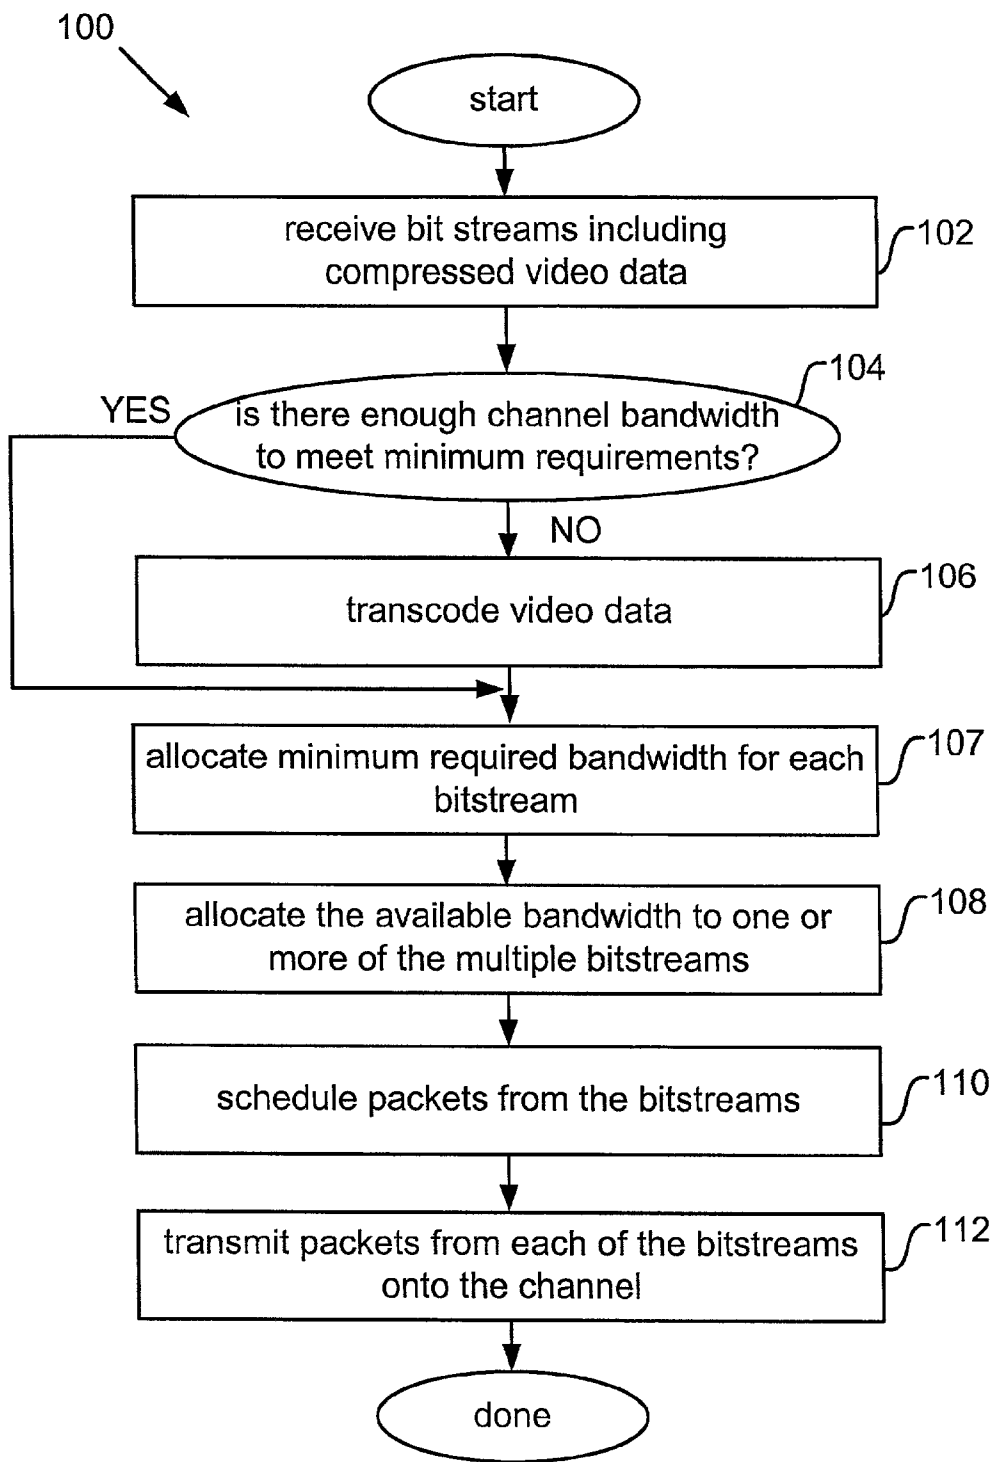 100
start
receive bit streams including
compressed video data
102
104
YES
is there enough channel bandwidth
to meet minimum requirements?
NO
transcode video data
106
allocate minimum required bandwidth for each
bitstream
107
allocate the available bandwidth to one or
more of the multiple bitstreams
108
schedule packets from the bitstreams
110
transmit packets from each of the bitstreams
onto the channel
112
done